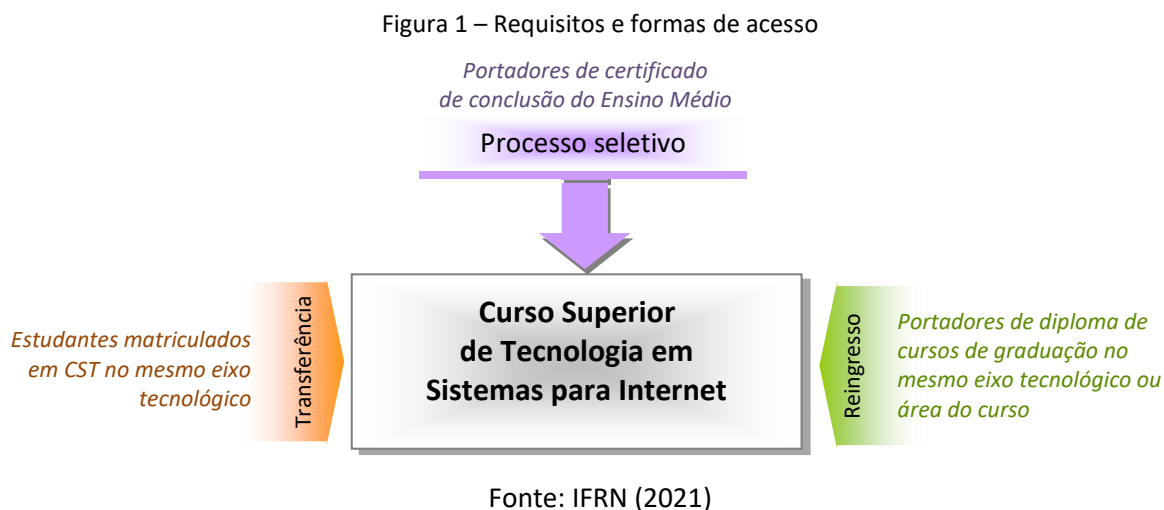 Figura 1 – Requisitos e formas de acesso
Portadores de certificado
de conclusão do Ensino Médio
Processo seletivo
Estudantes matriculados
em CST no mesmo eixo
tecnológico
Transferência
Curso Superior
de Tecnologia em
Sistemas para Internet
Reingresso
Portadores de diploma de
cursos de graduação no
mesmo eixo tecnológico ou
área do curso
Fonte: IFRN (2021)